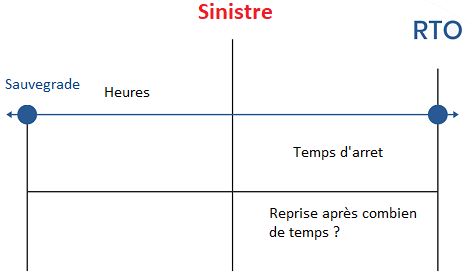 Sinistre
RTO
Sauvegrade
Heures
Temps d'arret
Reprise après combien
de temps ?